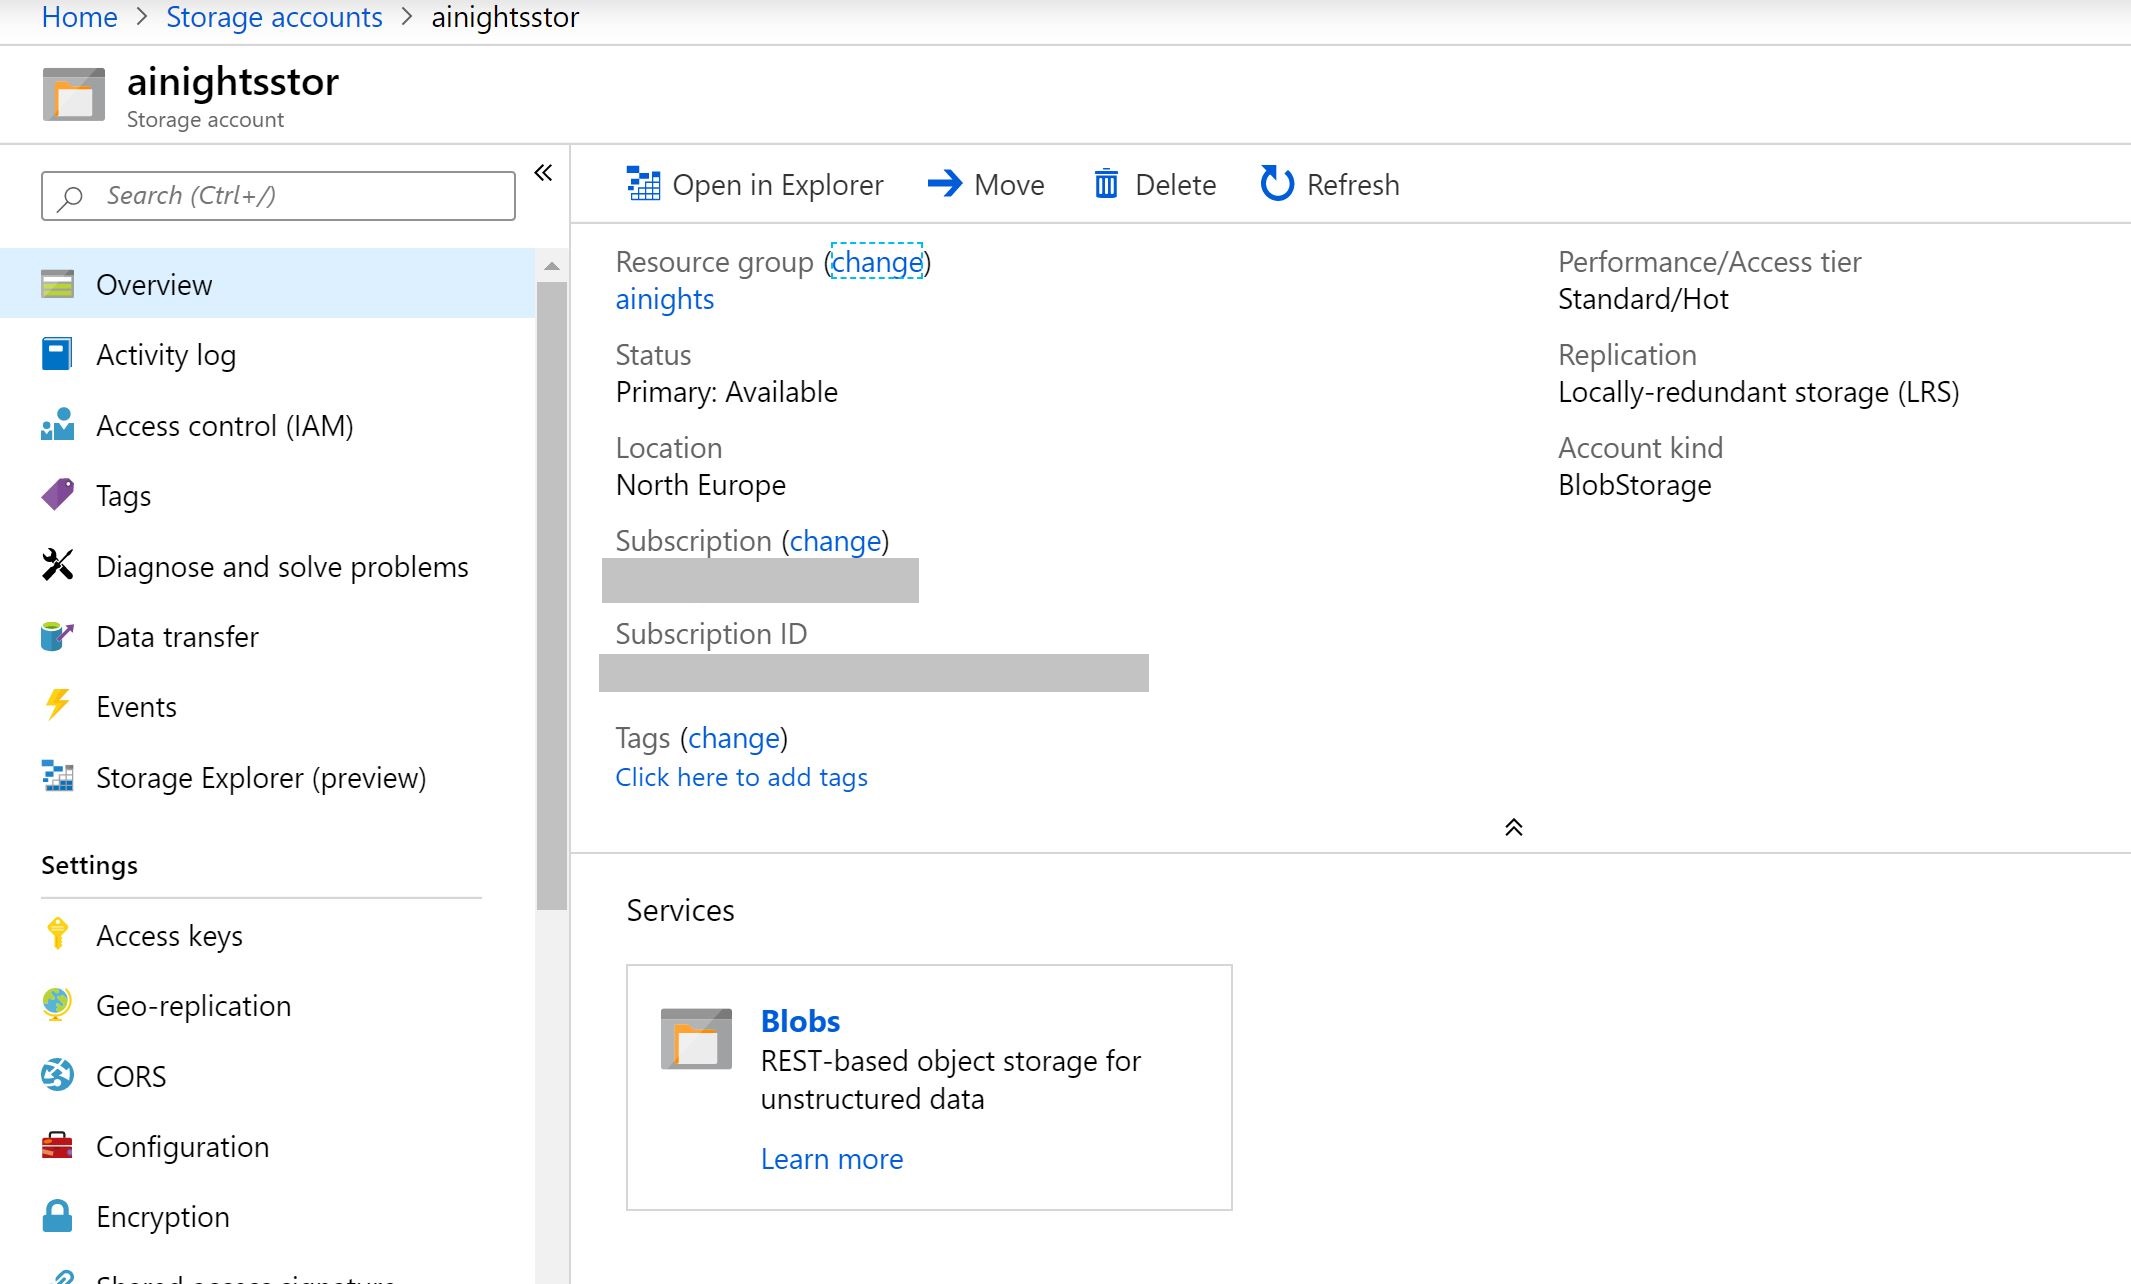 Home > Storage accounts > ainightsstor
ainightsstor
Storage account
Search (Ctrl+/)
Overview
Activity log
Access control (IAM)
Tags
Diagnose and solve problems
Data transfer
Events
Storage Explorer (preview)
Settings
Access keys
Geo-replication
CORS
Configuration
Encryption
Shared access signature
Open in Explorer Move Delete Refresh
Resource group (change)
ainights
Status
Primary: Available
Location
North Europe
Subscription (change)
Subscription ID
Tags (change)
Click here to add tags
Performance/Access tier
Standard/Hot
Replication
Locally-redundant storage (LRS)
Account kind
BlobStorage
Services
Blobs
REST-based object storage for
unstructured data
Learn more